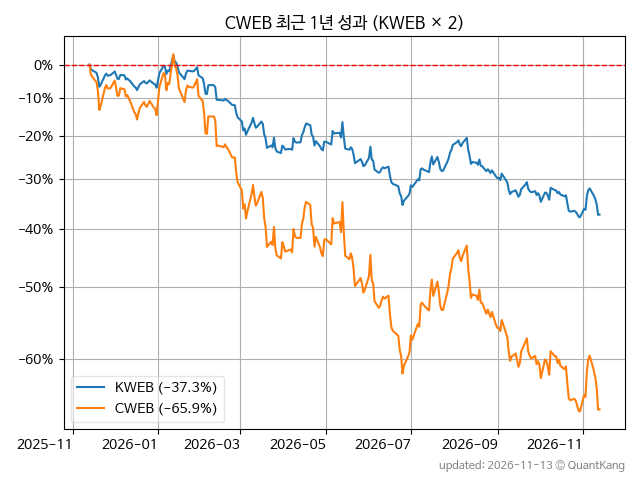 CWEB 최근 1년 성과 (KWEB × 2)
0%
−10%
−20%
−30%
−40%
−50%
−60%
KWEB (−37.3%)
CWEB (−65.9%)
2025−11 2026−01 2026−03 2026−05 2026−07 2026−09 2026−11
updated: 2026−11−13 © QuantKang